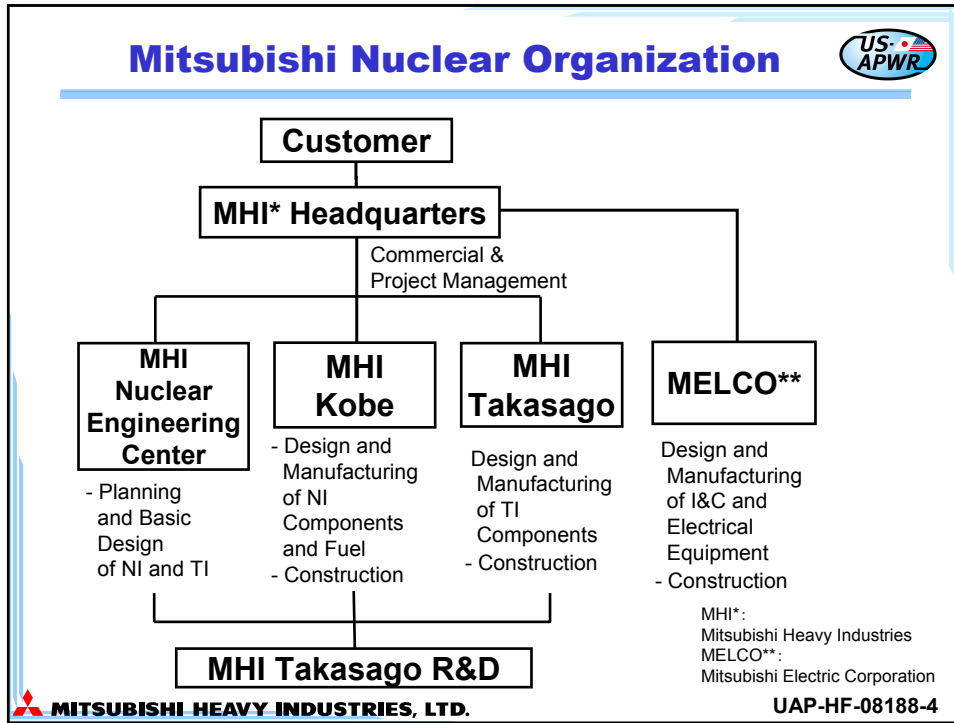 Mitsubishi Nuclear Organization
US-
APWR
Customer
MHI* Headquarters
Commercial &
Project Management
MHI
Nuclear
Engineering
Center
- Planning
and Basic
Design
of NI and TI
MHI
Kobe
- Design and
Manufacturing
of NI
Components
and Fuel
- Construction
MHI
Takasago
Design and
Manufacturing
of TI
Components
- Construction
MELCO**
Design and
Manufacturing
of I&C and
Electrical
Equipment
- Construction
MHI*:
Mitsubishi Heavy Industries
MELCO**:
Mitsubishi Electric Corporation
MHI Takasago R&D
MITSUBISHI HEAVY INDUSTRIES, LTD.
UAP-HF-08188-4